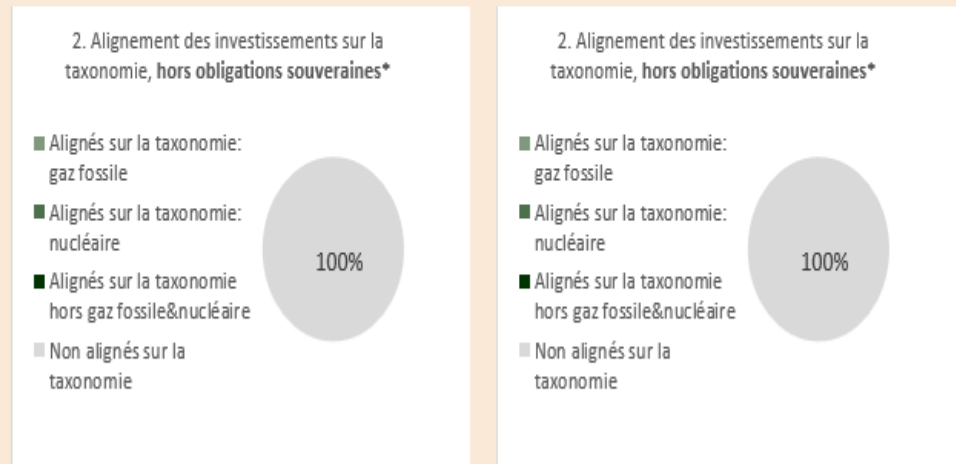 2. Alignement des investissements sur la
taxonomie, hors obligations souveraines*
Alignés sur la taxonomie:
gaz fossile
Alignés sur la taxonomie:
nucléaire
Alignés sur la taxonomie
hors gaz fossile&nucléaire
Non alignés sur la
taxonomie
100%
2. Alignement des investissements sur la
taxonomie, hors obligations souveraines*
Alignés sur la taxonomie:
gaz fossile
Alignés sur la taxonomie:
nucléaire
Alignés sur la taxonomie
hors gaz fossile&nucléaire
Non alignés sur la
taxonomie
100%